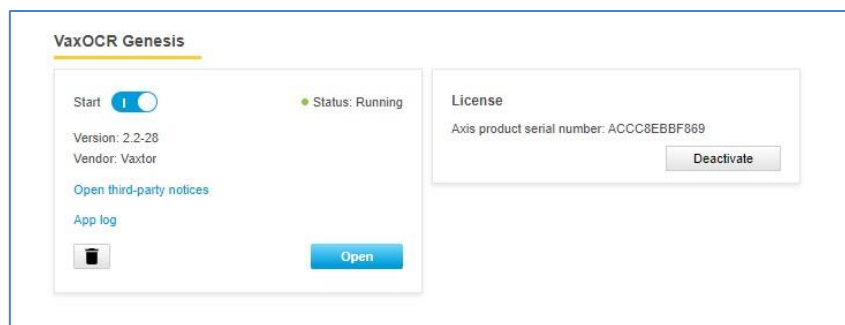 VaxOCR Genesis
Start
Status: Running
Version: 2.2-28
Vendor: Vaxtor
Open third-party notices
App log
Open
License
Axis product serial number: ACCC8EBBF869
Deactivate